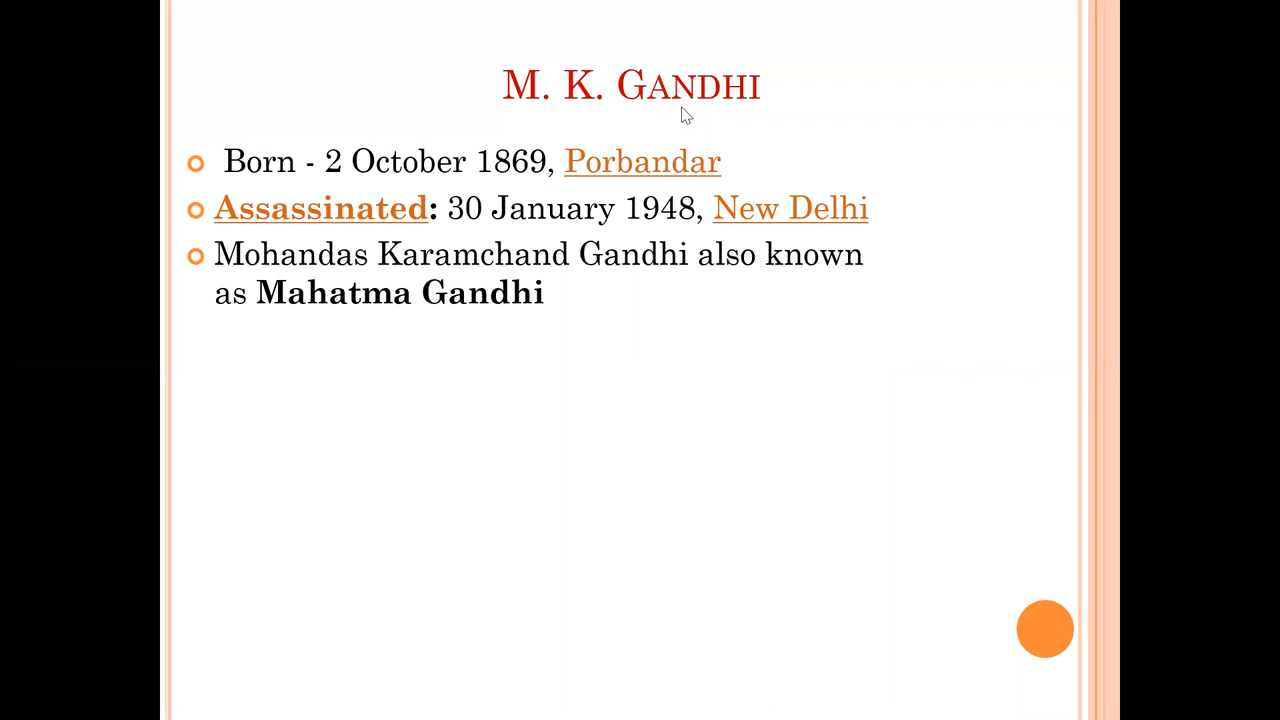 M. K. GANDHI
Born - 2 October 1869, Porbandar
Assassinated: 30 January 1948, New Delhi
Mohandas Karamchand Gandhi also known
as Mahatma Gandhi